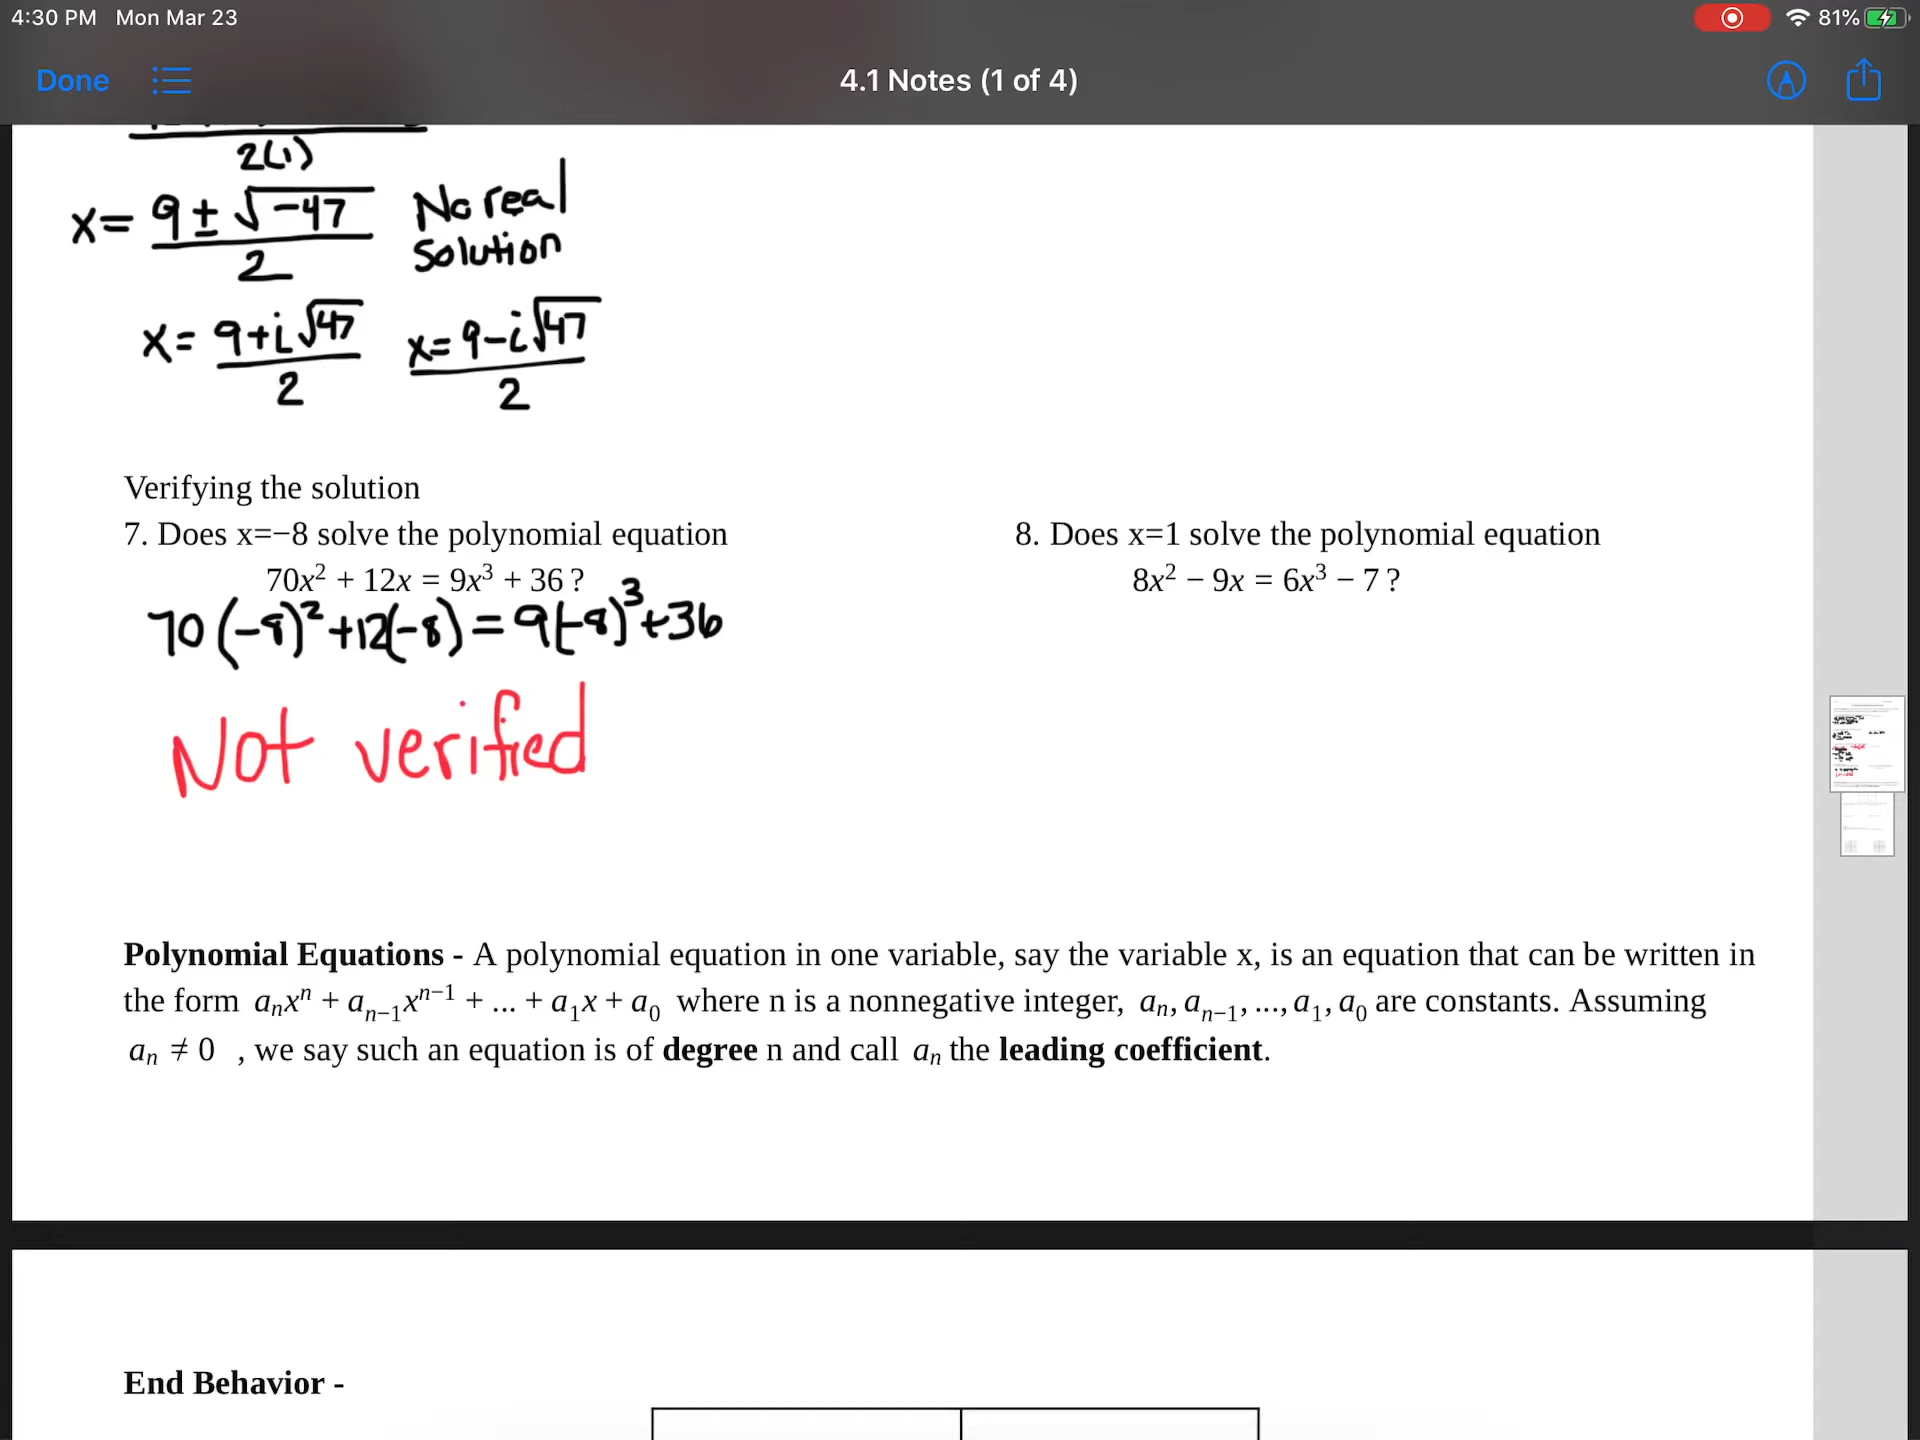 4:30 PM Mon Mar 23
81%
Done
4.1 Notes (1 of 4)
2(1)
x= 9 ± √-47 / 2
No real
solution
x= 9+i√47 / 2 x= 9-i√47 / 2
Verifying the solution
7. Does x=−8 solve the polynomial equation
70x² + 12x = 9x³ + 36 ?
70(-8)²+12(-8)=9(-8)³+36
Not verified
8. Does x=1 solve the polynomial equation
8x² − 9x = 6x³ − 7 ?
Polynomial Equations - A polynomial equation in one variable, say the variable x, is an equation that can be written in
the form aₙxⁿ + aₙ₋₁xⁿ⁻¹ + ... + a₁x + a₀ where n is a nonnegative integer, aₙ, aₙ₋₁, ..., a₁, a₀ are constants. Assuming
aₙ ≠ 0 , we say such an equation is of degree n and call aₙ the leading coefficient.
End Behavior -